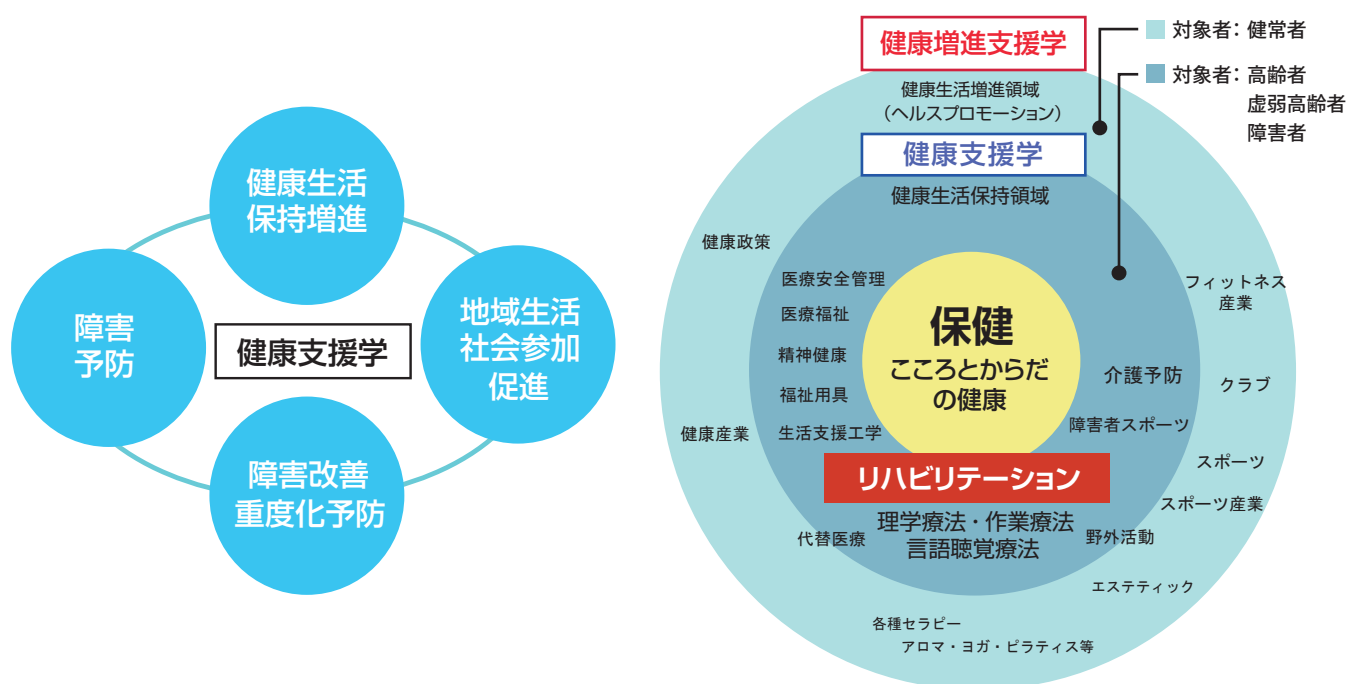 健康生活
保持増進
障害
予防
健康支援学
地域生活
社会参加
促進
障害改善
重度化予防
健康増進支援学
健康生活増進領域
（ヘルスプロモーション）
健康支援学
健康生活保持領域
対象者：健常者
対象者：高齢者
虚弱高齢者
障害者
健康政策
医療安全管理
医療福祉
精神健康
福祉用具
生活支援工学
健康産業
保健
こころとからだ
の健康
フィットネス
産業
介護予防
クラブ
障害者スポーツ
スポーツ
スポーツ産業
リハビリテーション
理学療法・作業療法
言語聴覚療法
代替医療
野外活動
エステティック
各種セラピー
アロマ・ヨガ・ピラティス等